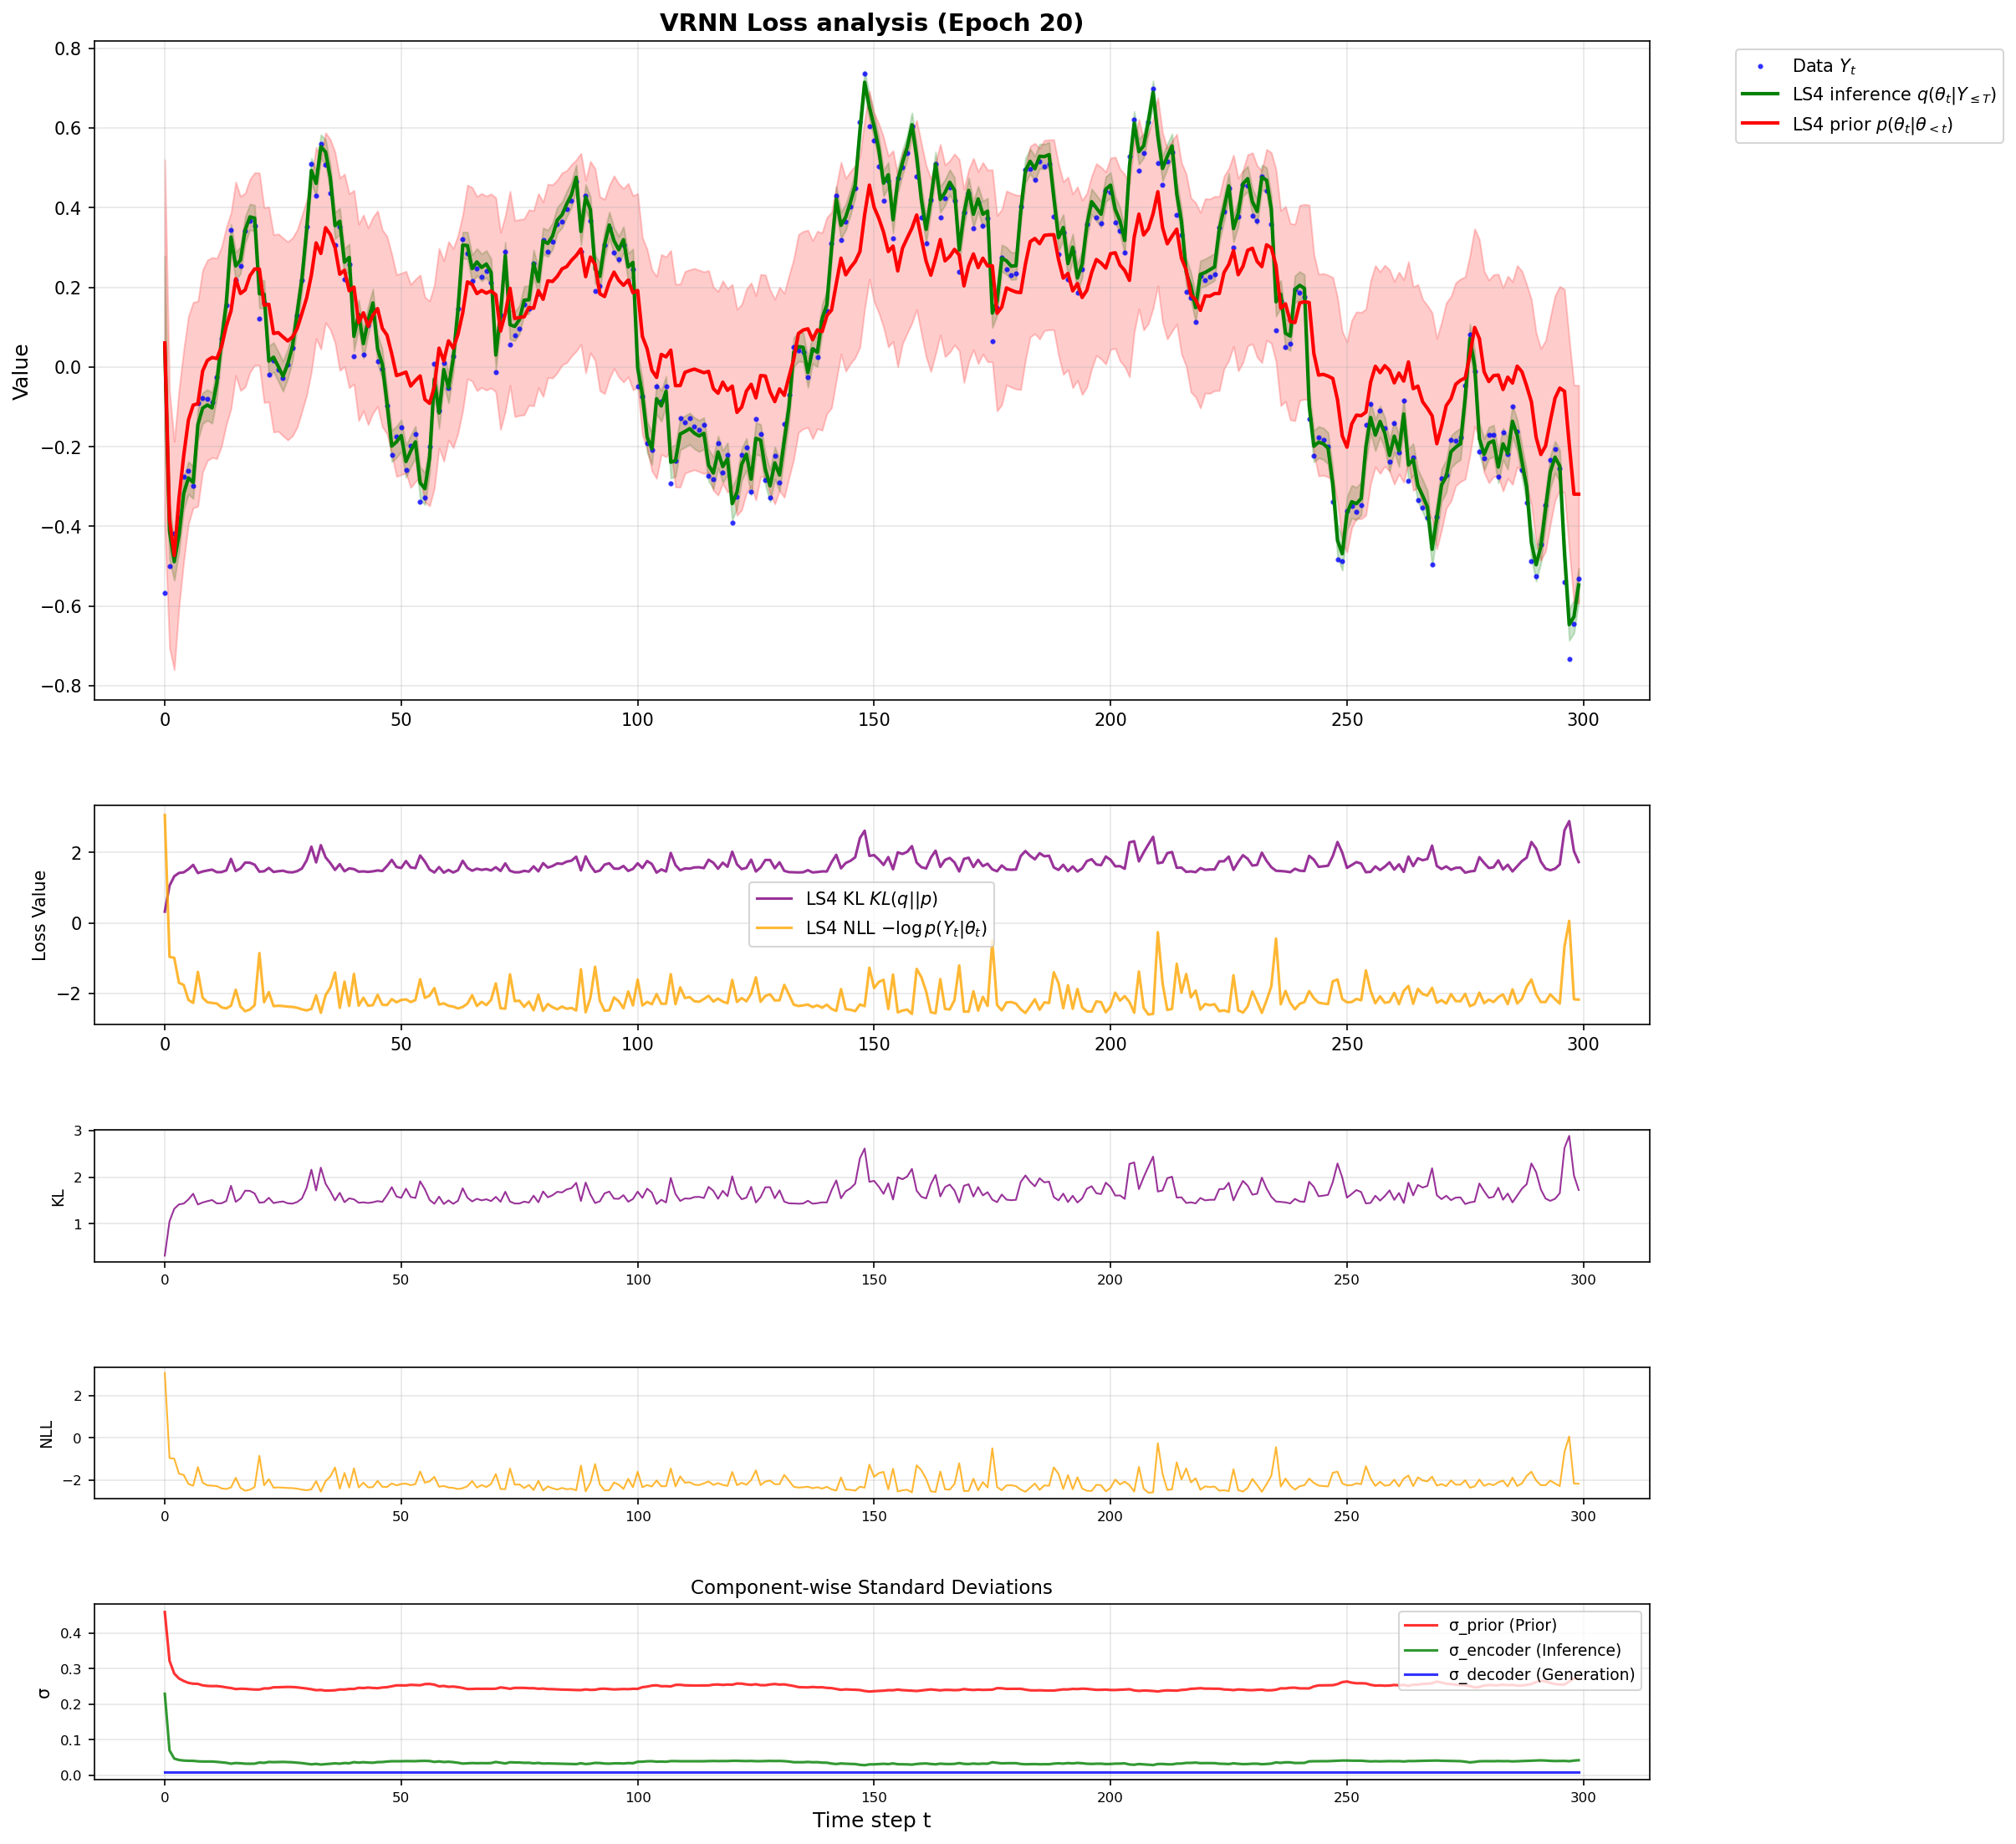 VRNN Loss analysis (Epoch 20)
Value
0.8
0.6
0.4
0.2
0.0
−0.2
−0.4
−0.6
−0.8
0 50 100 150 200 250 300
Data $Y_t$
LS4 inference $q(\theta_t|Y_{\leq T})$
LS4 prior $p(\theta_t|\theta_{<t})$
Loss Value
2
0
−2
LS4 KL $KL(q||p)$
LS4 NLL $-\log p(Y_t|\theta_t)$
0 50 100 150 200 250 300
KL
3
2
1
0 50 100 150 200 250 300
NLL
2
0
−2
0 50 100 150 200 250 300
Component-wise Standard Deviations
σ
0.4
0.3
0.2
0.1
0.0
σ_prior (Prior)
σ_encoder (Inference)
σ_decoder (Generation)
0 50 100 150 200 250 300
Time step t